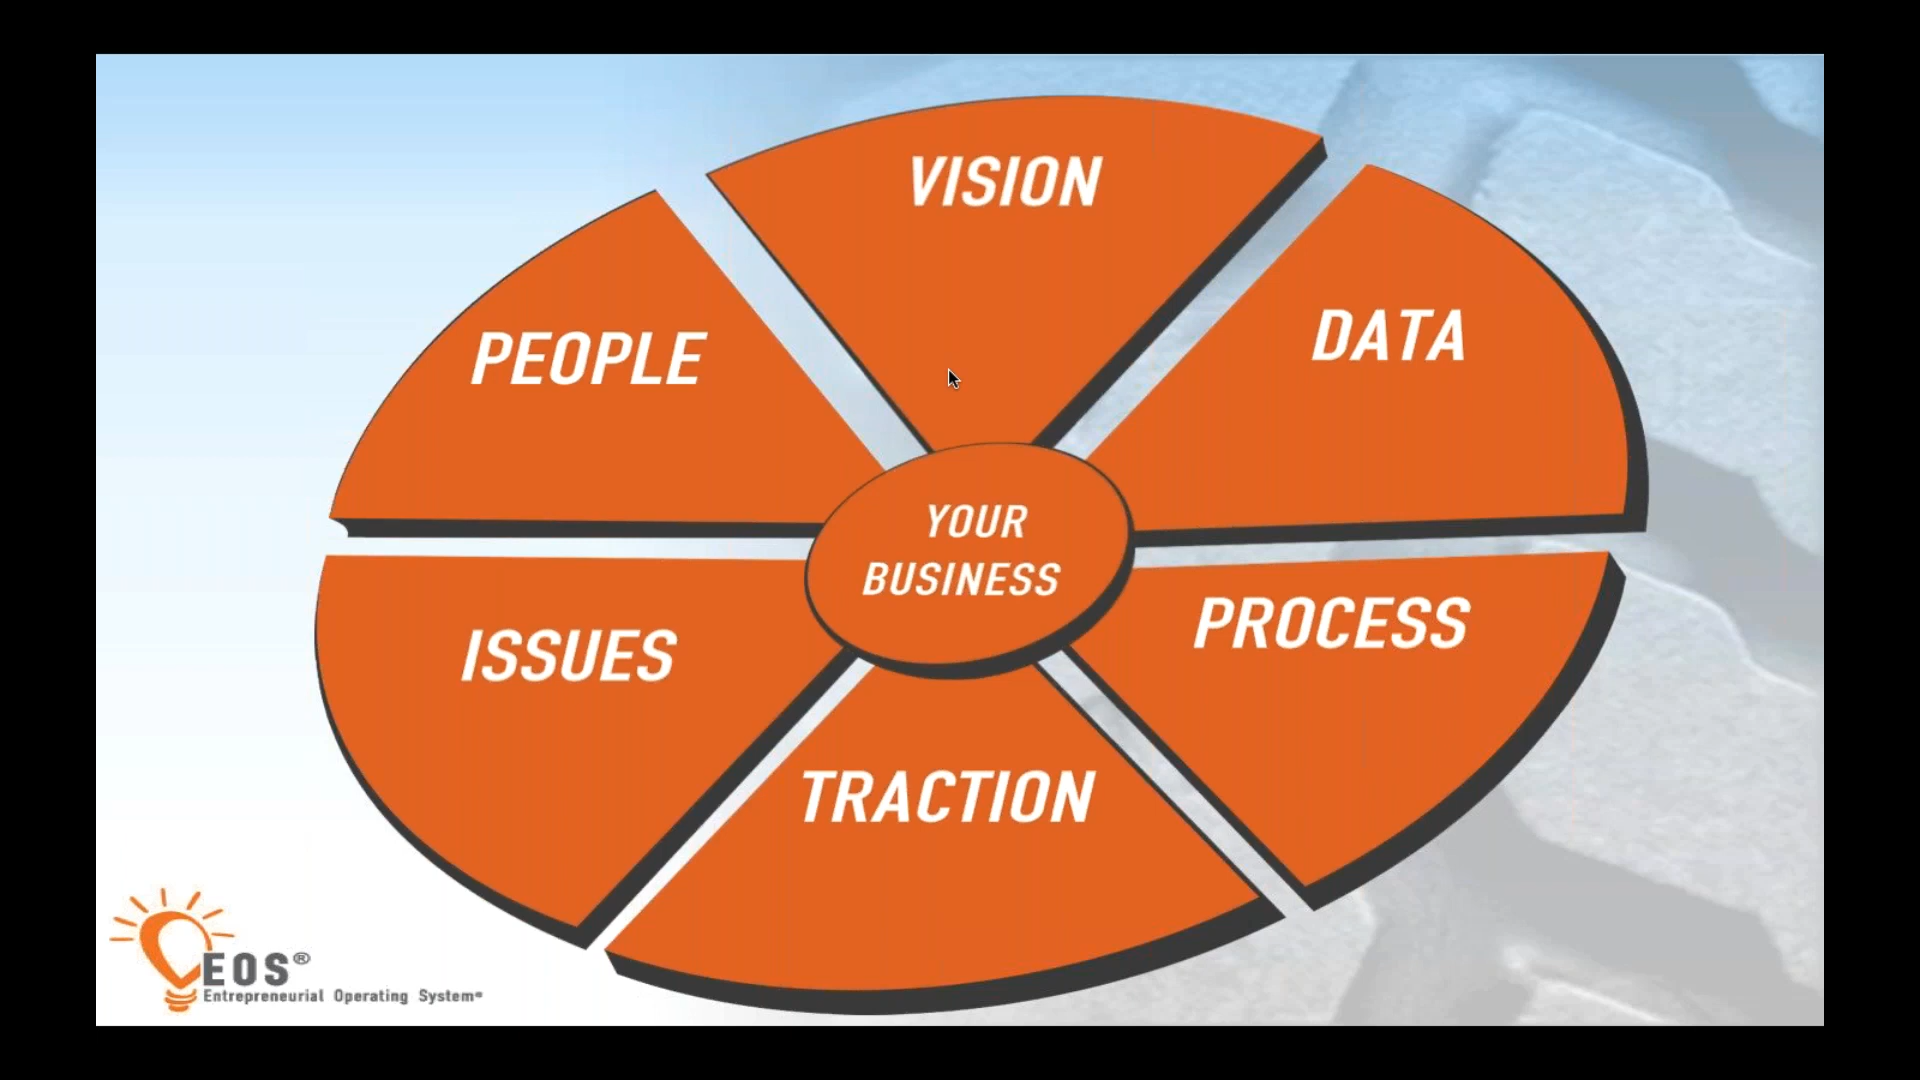 VISION
DATA
PEOPLE
YOUR
BUSINESS
PROCESS
ISSUES
TRACTION
EOS®
Entrepreneurial Operating System®